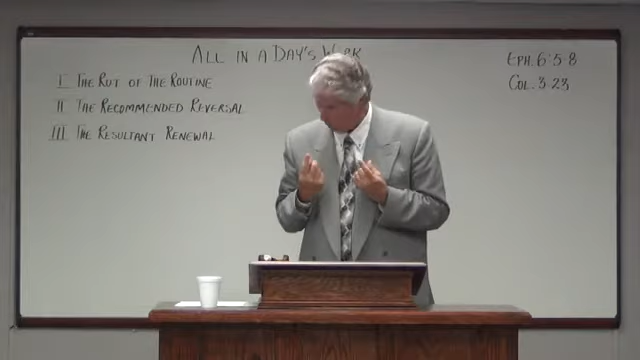 ALL IN A DAY'S WORK
I THE RUT OF THE ROUTINE
II THE RECOMMENDED REVERSAL
III THE RESULTANT RENEWAL
EPH. 6:5-8
COL. 3:23